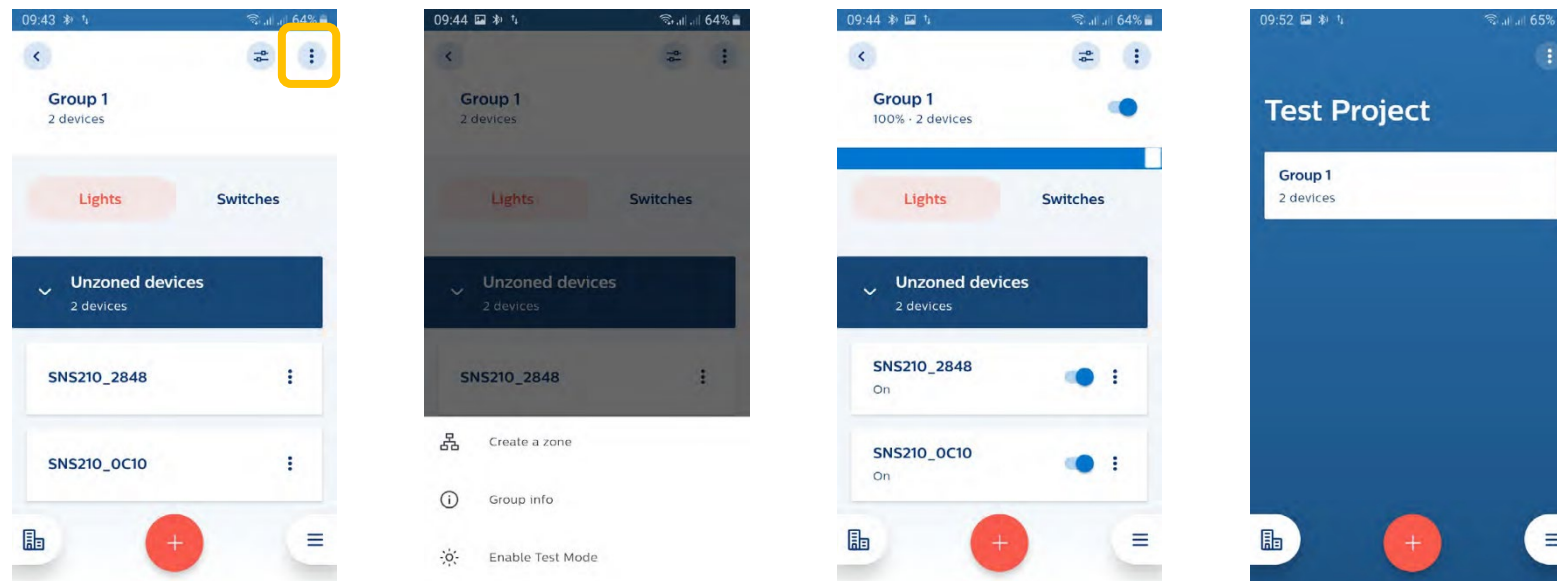 09:43 64%
Group 1
2 devices
Lights Switches
Unzoned devices
2 devices
SNS210_2848
SNS210_0C10
09:44 64%
Group 1
2 devices
Lights Switches
Unzoned devices
2 devices
SNS210_2848
Create a zone
Group info
Enable Test Mode
09:44 64%
Group 1
100% · 2 devices
Lights Switches
Unzoned devices
2 devices
SNS210_2848
On
SNS210_0C10
On
09:52 65%
Test Project
Group 1
2 devices